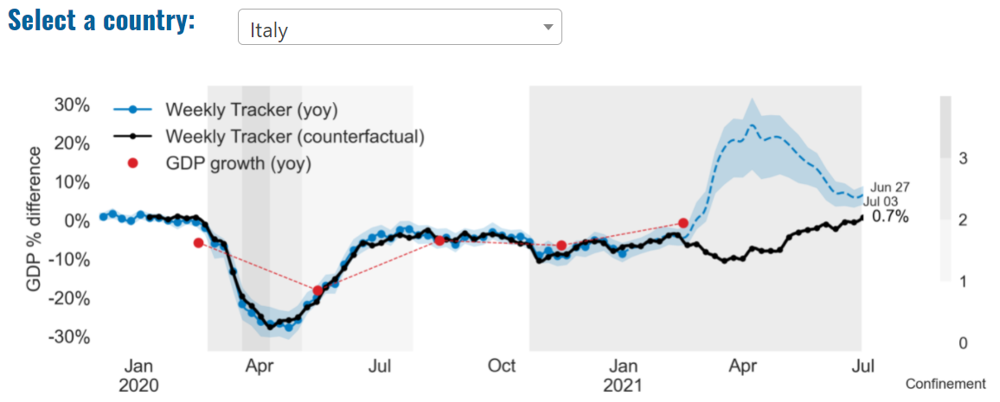 Select a country:
Italy
Weekly Tracker (yoy)
Weekly Tracker (counterfactual)
GDP growth (yoy)
GDP % difference
30%
20%
10%
0%
-10%
-20%
-30%
Jun 27
Jul 03
0.7%
3
2
1
0
Confinement
Jan
2020
Apr
Jul
Oct
Jan
2021
Apr
Jul